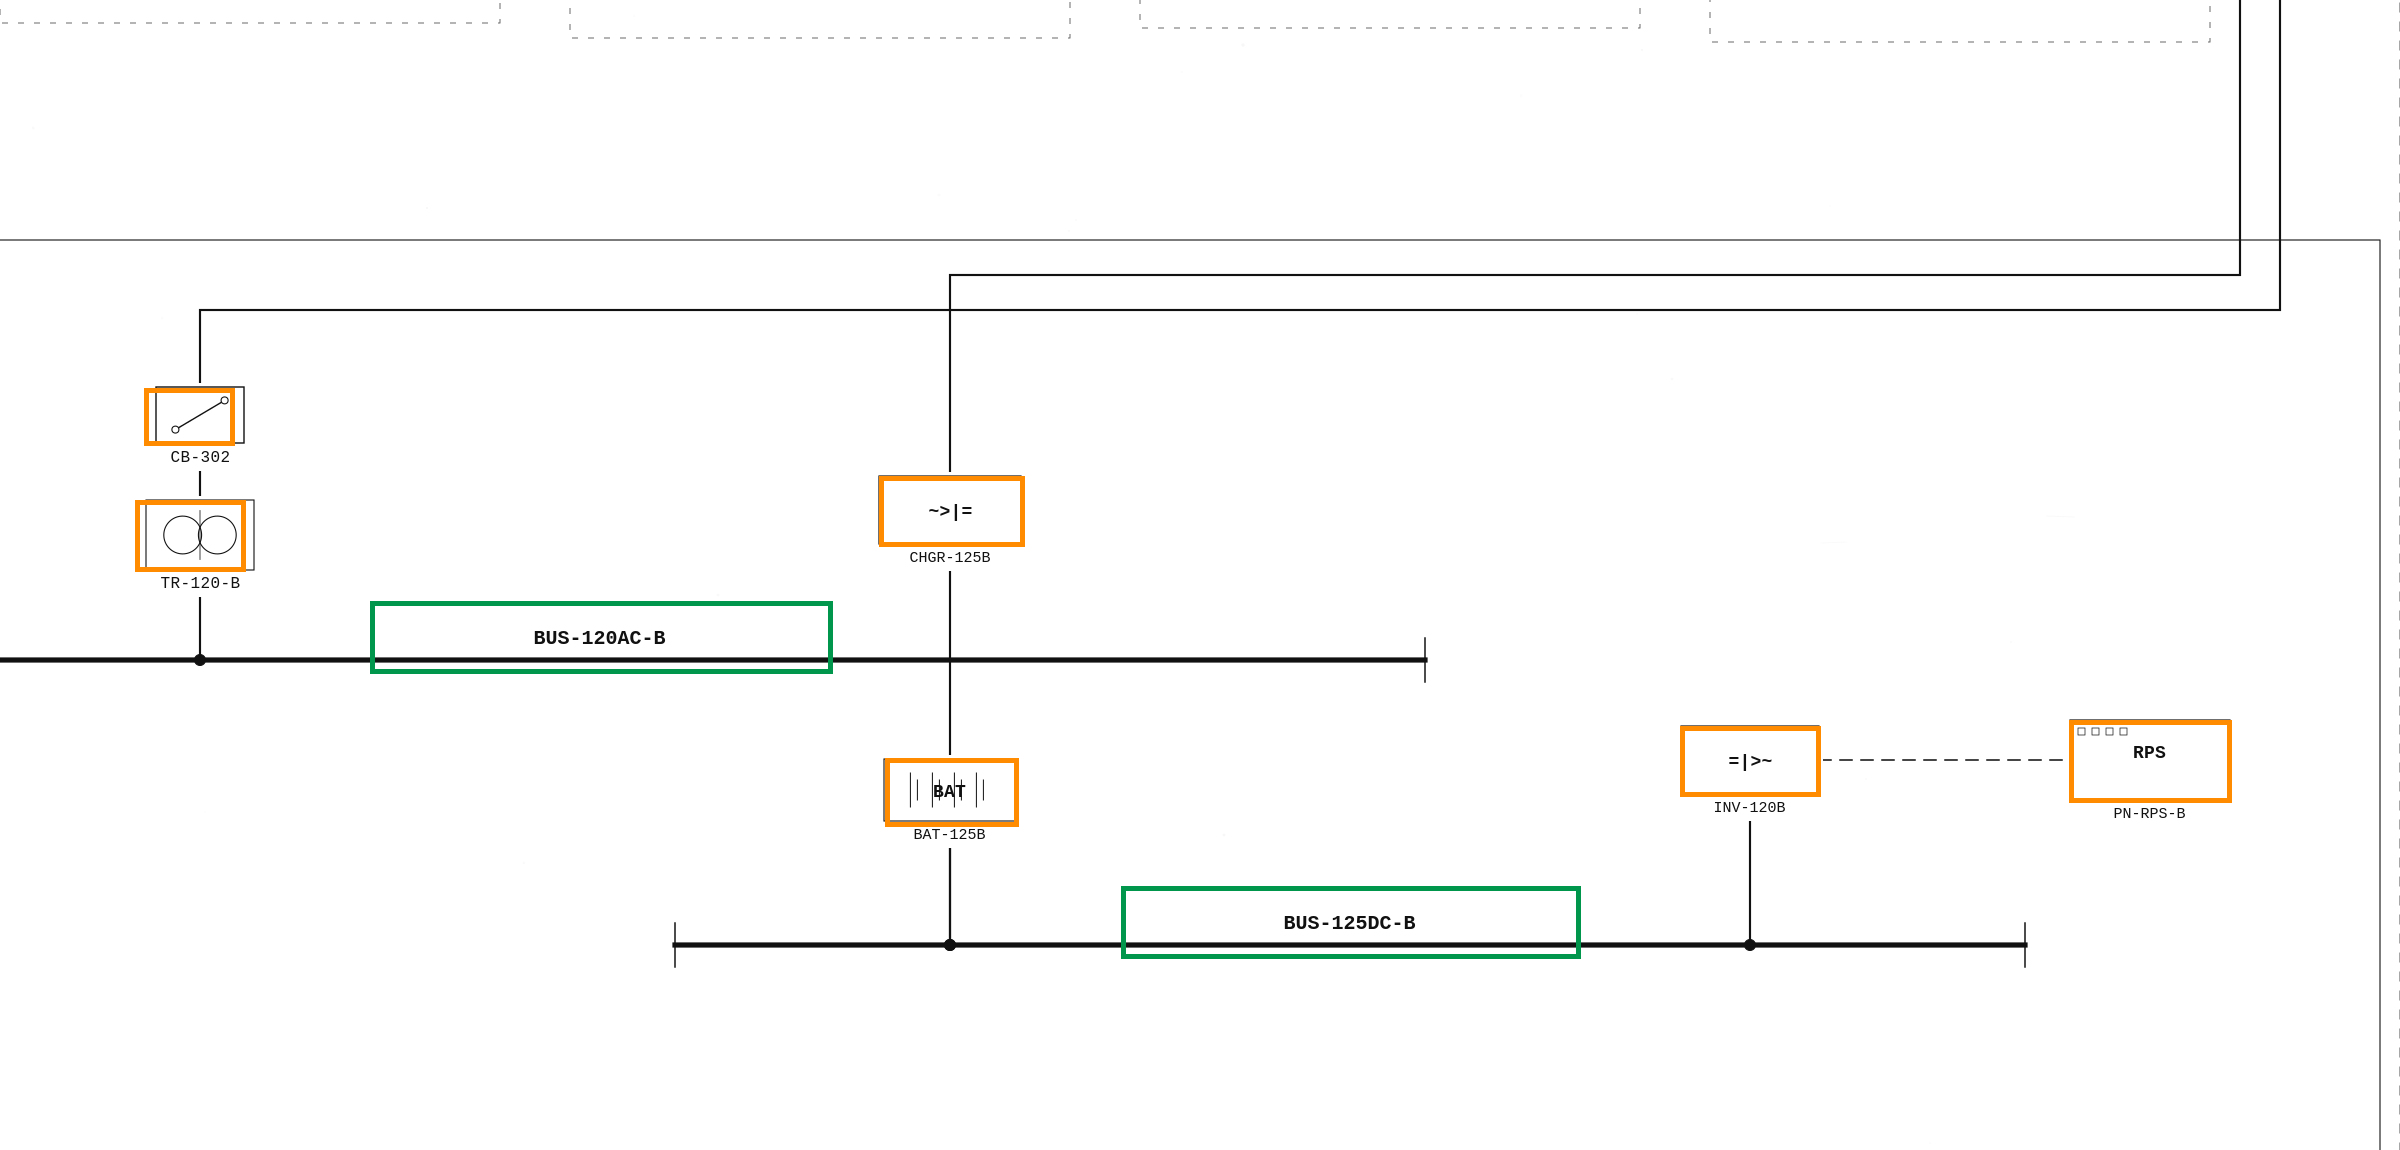 CB-302
~>|=
CHGR-125B
TR-120-B
BUS-120AC-B
RPS
=|>~
BAT
INV-120B
PN-RPS-B
BAT-125B
BUS-125DC-B